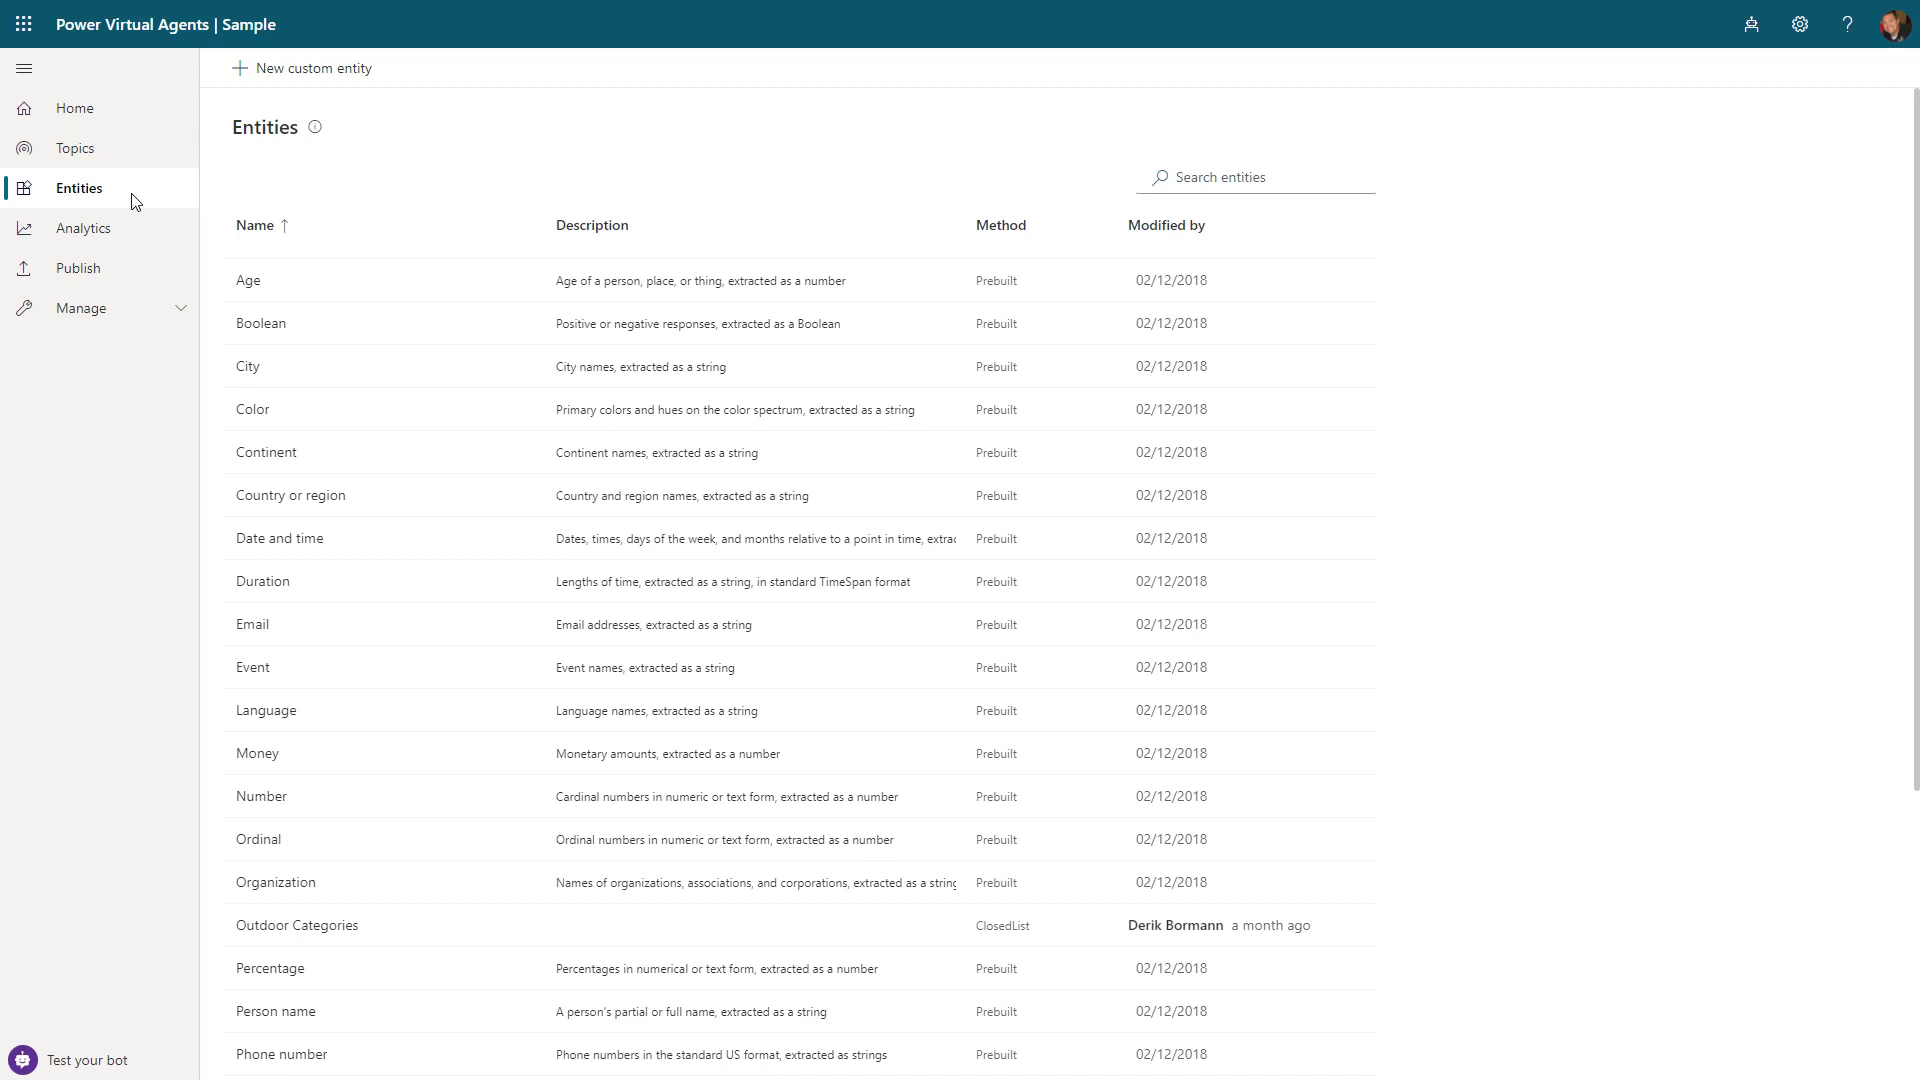 Power Virtual Agents | Sample
New custom entity
Home
Topics
Entities
Analytics
Publish
Manage
Test your bot
Entities
Search entities
Name Description Method Modified by
Age Age of a person, place, or thing, extracted as a number Prebuilt 02/12/2018
Boolean Positive or negative responses, extracted as a Boolean Prebuilt 02/12/2018
City City names, extracted as a string Prebuilt 02/12/2018
Color Primary colors and hues on the color spectrum, extracted as a string Prebuilt 02/12/2018
Continent Continent names, extracted as a string Prebuilt 02/12/2018
Country or region Country and region names, extracted as a string Prebuilt 02/12/2018
Date and time Dates, times, days of the week, and months relative to a point in time, extrac Prebuilt 02/12/2018
Duration Lengths of time, extracted as a string, in standard TimeSpan format Prebuilt 02/12/2018
Email Email addresses, extracted as a string Prebuilt 02/12/2018
Event Event names, extracted as a string Prebuilt 02/12/2018
Language Language names, extracted as a string Prebuilt 02/12/2018
Money Monetary amounts, extracted as a number Prebuilt 02/12/2018
Number Cardinal numbers in numeric or text form, extracted as a number Prebuilt 02/12/2018
Ordinal Ordinal numbers in numeric or text form, extracted as a number Prebuilt 02/12/2018
Organization Names of organizations, associations, and corporations, extracted as a string Prebuilt 02/12/2018
Outdoor Categories ClosedList Derik Bormann a month ago
Percentage Percentages in numerical or text form, extracted as a number Prebuilt 02/12/2018
Person name A person's partial or full name, extracted as a string Prebuilt 02/12/2018
Phone number Phone numbers in the standard US format, extracted as strings Prebuilt 02/12/2018